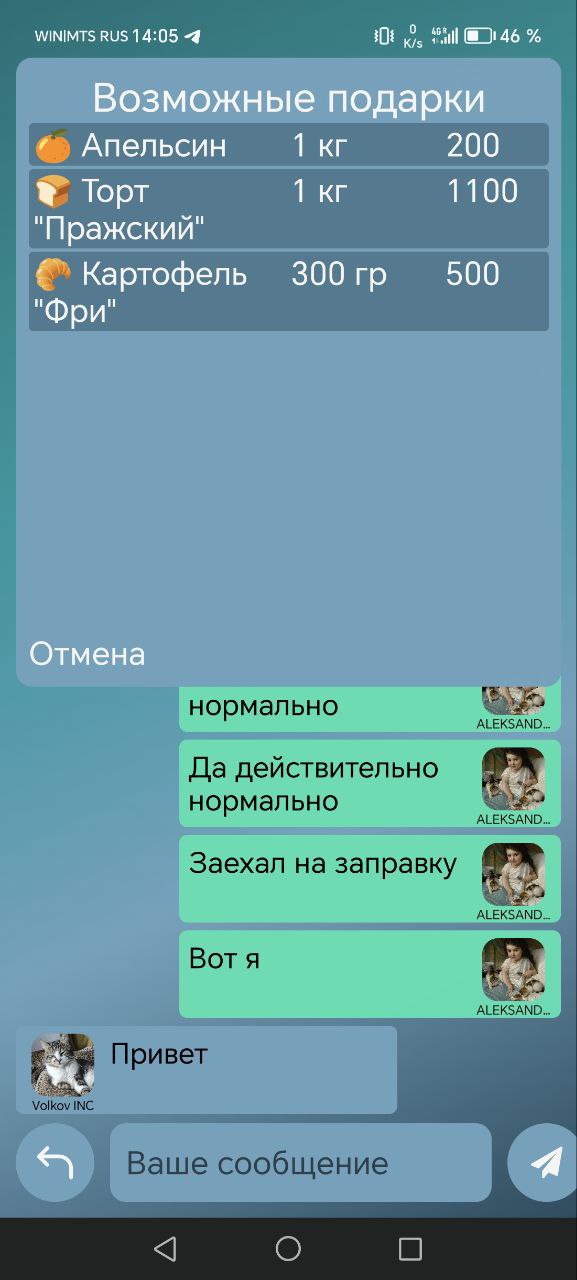 WIN|MTS RUS 14:05 0 K/s 4G 46 %
Возможные подарки
Апельсин 1 кг 200
Торт 1 кг 1100
"Пражский"
Картофель 300 гр 500
"Фри"
Отмена
нормально
ALEKSAND...
Да действительно
нормально
ALEKSAND...
Заехал на заправку
ALEKSAND...
Вот я
ALEKSAND...
Привет
Volkov INC
Ваше сообщение